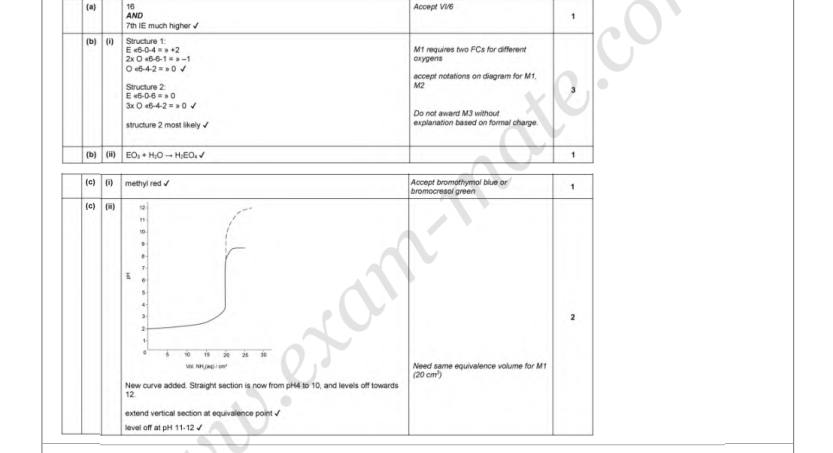 (a) 16 Accept VI/6
AND
7th IE much higher ✓ 1
(b) (i) Structure 1:
E «6-0-4 = » +2 M1 requires two FCs for different
2x O «6-6-1 = » –1 oxygens
O «6-4-2 = » 0 ✓
accept notations on diagram for M1,
Structure 2: M2
E «6-0-6 = » 0 3
3x O «6-4-2 = » 0 ✓
Do not award M3 without
structure 2 most likely ✓ explanation based on formal charge.
(b) (ii) EO₃ + H₂O → H₂EO₄ ✓ 1
(c) (i) methyl red ✓ Accept bromothymol blue or
bromocresol green 1
(c) (ii)
12
11
10
9
8
7
pH
6
5
4
3
2
1
0 5 10 15 20 25 30
Vol. NH₃(aq) / cm³
2
Need same equivalence volume for M1
(20 cm³)
New curve added. Straight section is now from pH4 to 10, and levels off towards
12.
extend vertical section at equivalence point ✓
level off at pH 11-12 ✓
www.exam-mate.com